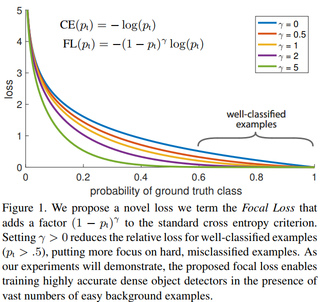 CE(pt) = − log(pt)
FL(pt) = −(1 − pt)^γ log(pt)
γ = 0
γ = 0.5
γ = 1
γ = 2
γ = 5
5
4
3
2
1
0
loss
well-classified
examples
0 0.2 0.4 0.6 0.8 1
probability of ground truth class
Figure 1. We propose a novel loss we term the Focal Loss that
adds a factor (1 − pt)^γ to the standard cross entropy criterion.
Setting γ > 0 reduces the relative loss for well-classified examples
(pt > .5), putting more focus on hard, misclassified examples. As
our experiments will demonstrate, the proposed focal loss enables
training highly accurate dense object detectors in the presence of
vast numbers of easy background examples.